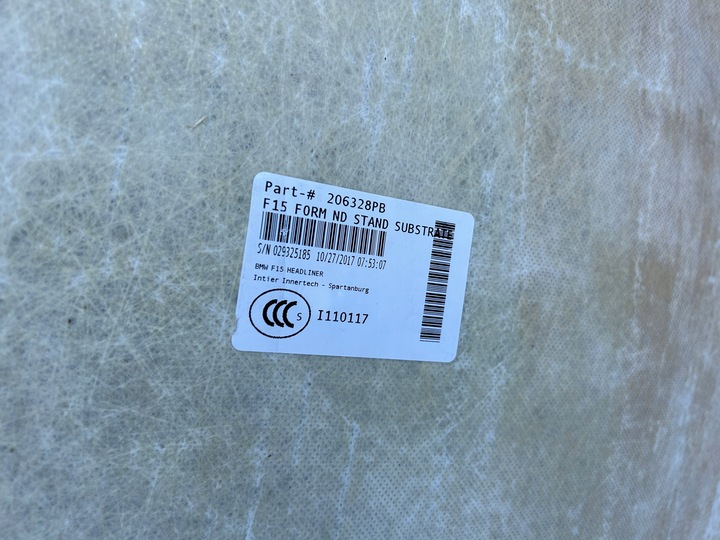 Part-# 206328PB
F15 FORM ND STAND SUBSTRATE
S/N 029325185 10/27/2017 07:53:07
BMW F15 HEADLINER
Intier Innertech - Spartanburg
CCC S I110117